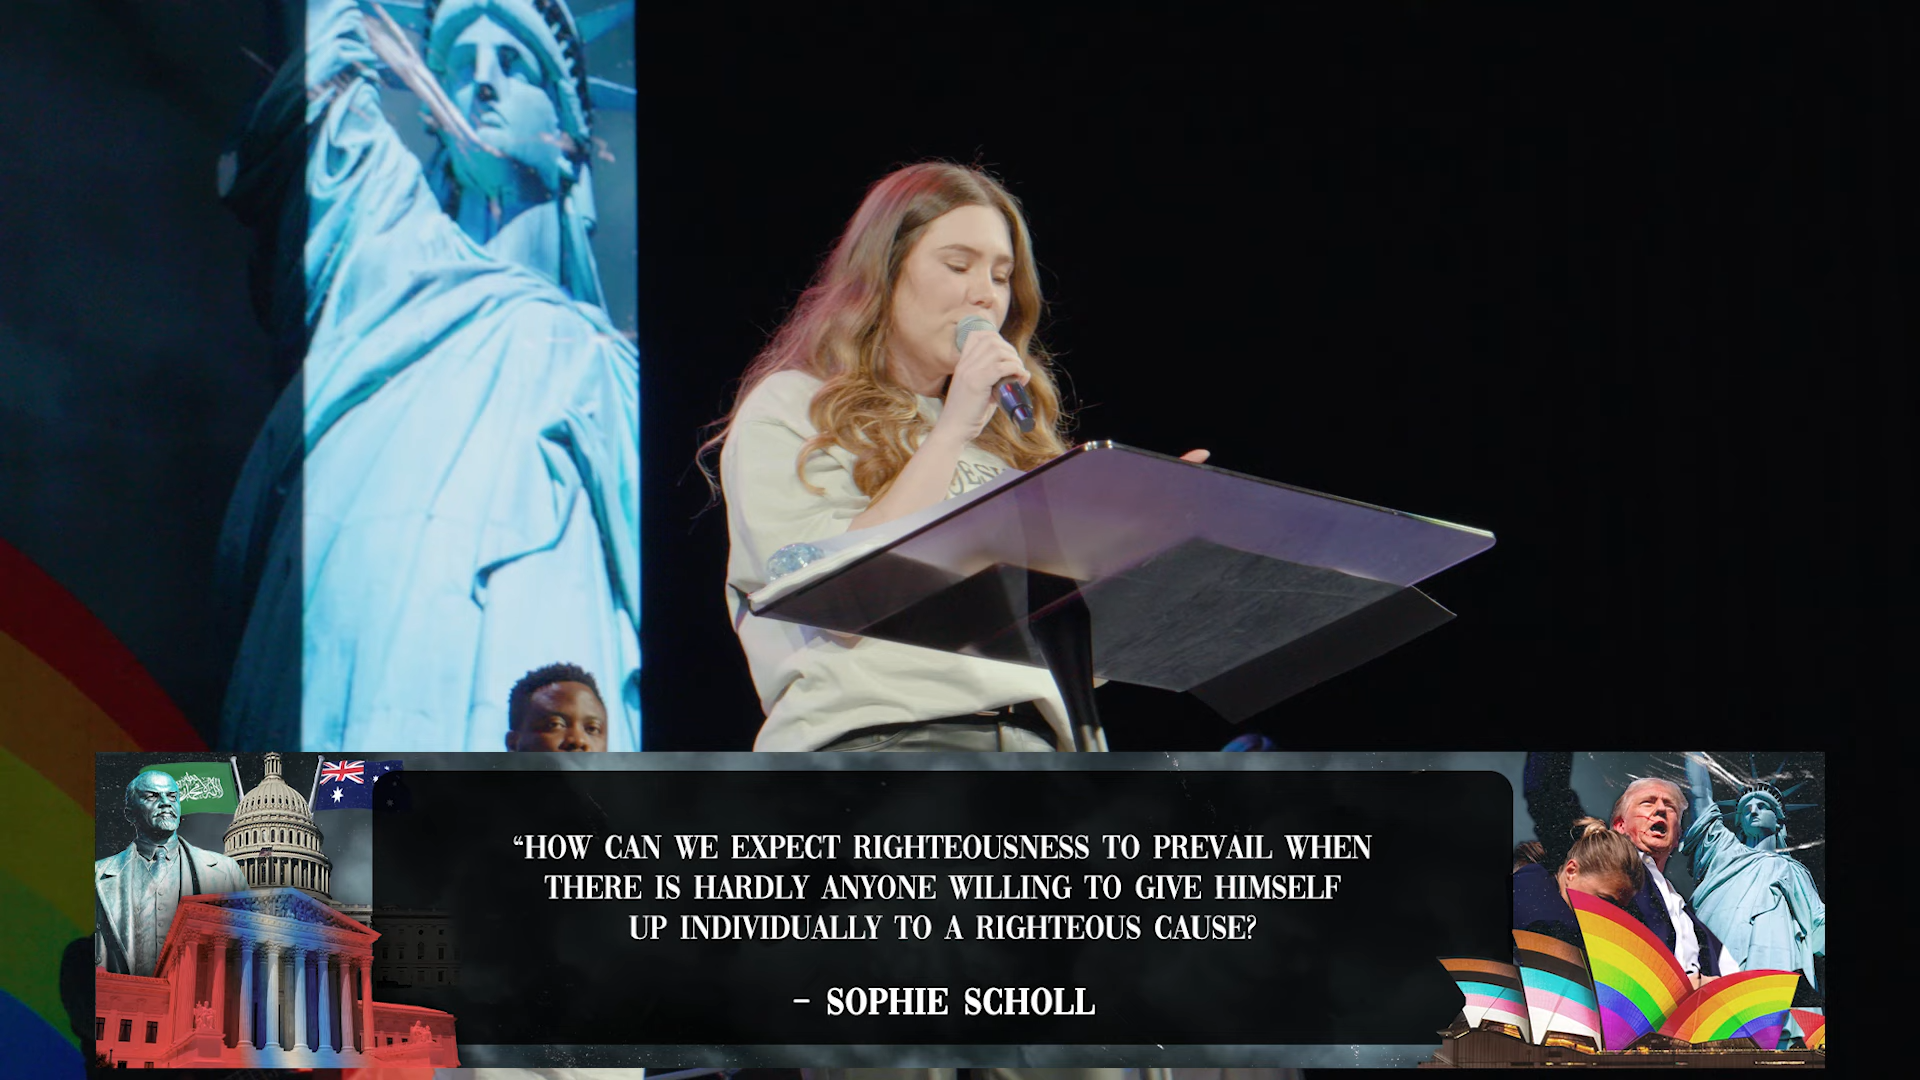 “HOW CAN WE EXPECT RIGHTEOUSNESS TO PREVAIL WHEN
THERE IS HARDLY ANYONE WILLING TO GIVE HIMSELF
UP INDIVIDUALLY TO A RIGHTEOUS CAUSE?
– SOPHIE SCHOLL